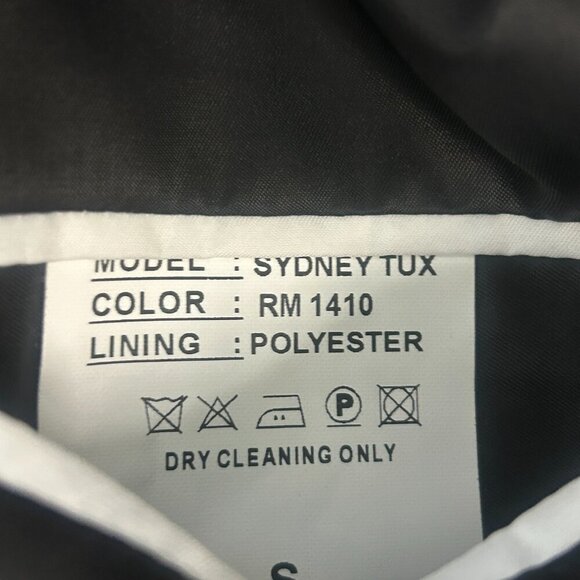 MODEL : SYDNEY TUX
COLOR : RM 1410
LINING : POLYESTER
P
DRY CLEANING ONLY
S